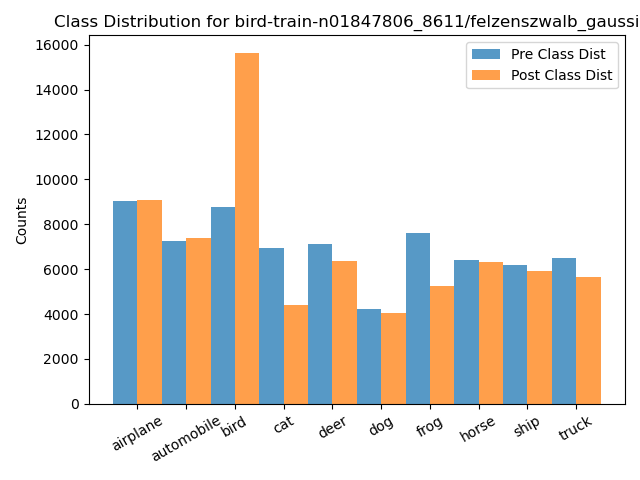 Class Distribution for bird-train-n01847806_8611/felzenszwalb_gaussi
Pre Class Dist
Post Class Dist
Counts
16000
14000
12000
10000
8000
6000
4000
2000
0
airplane
automobile
bird
cat
deer
dog
frog
horse
ship
truck